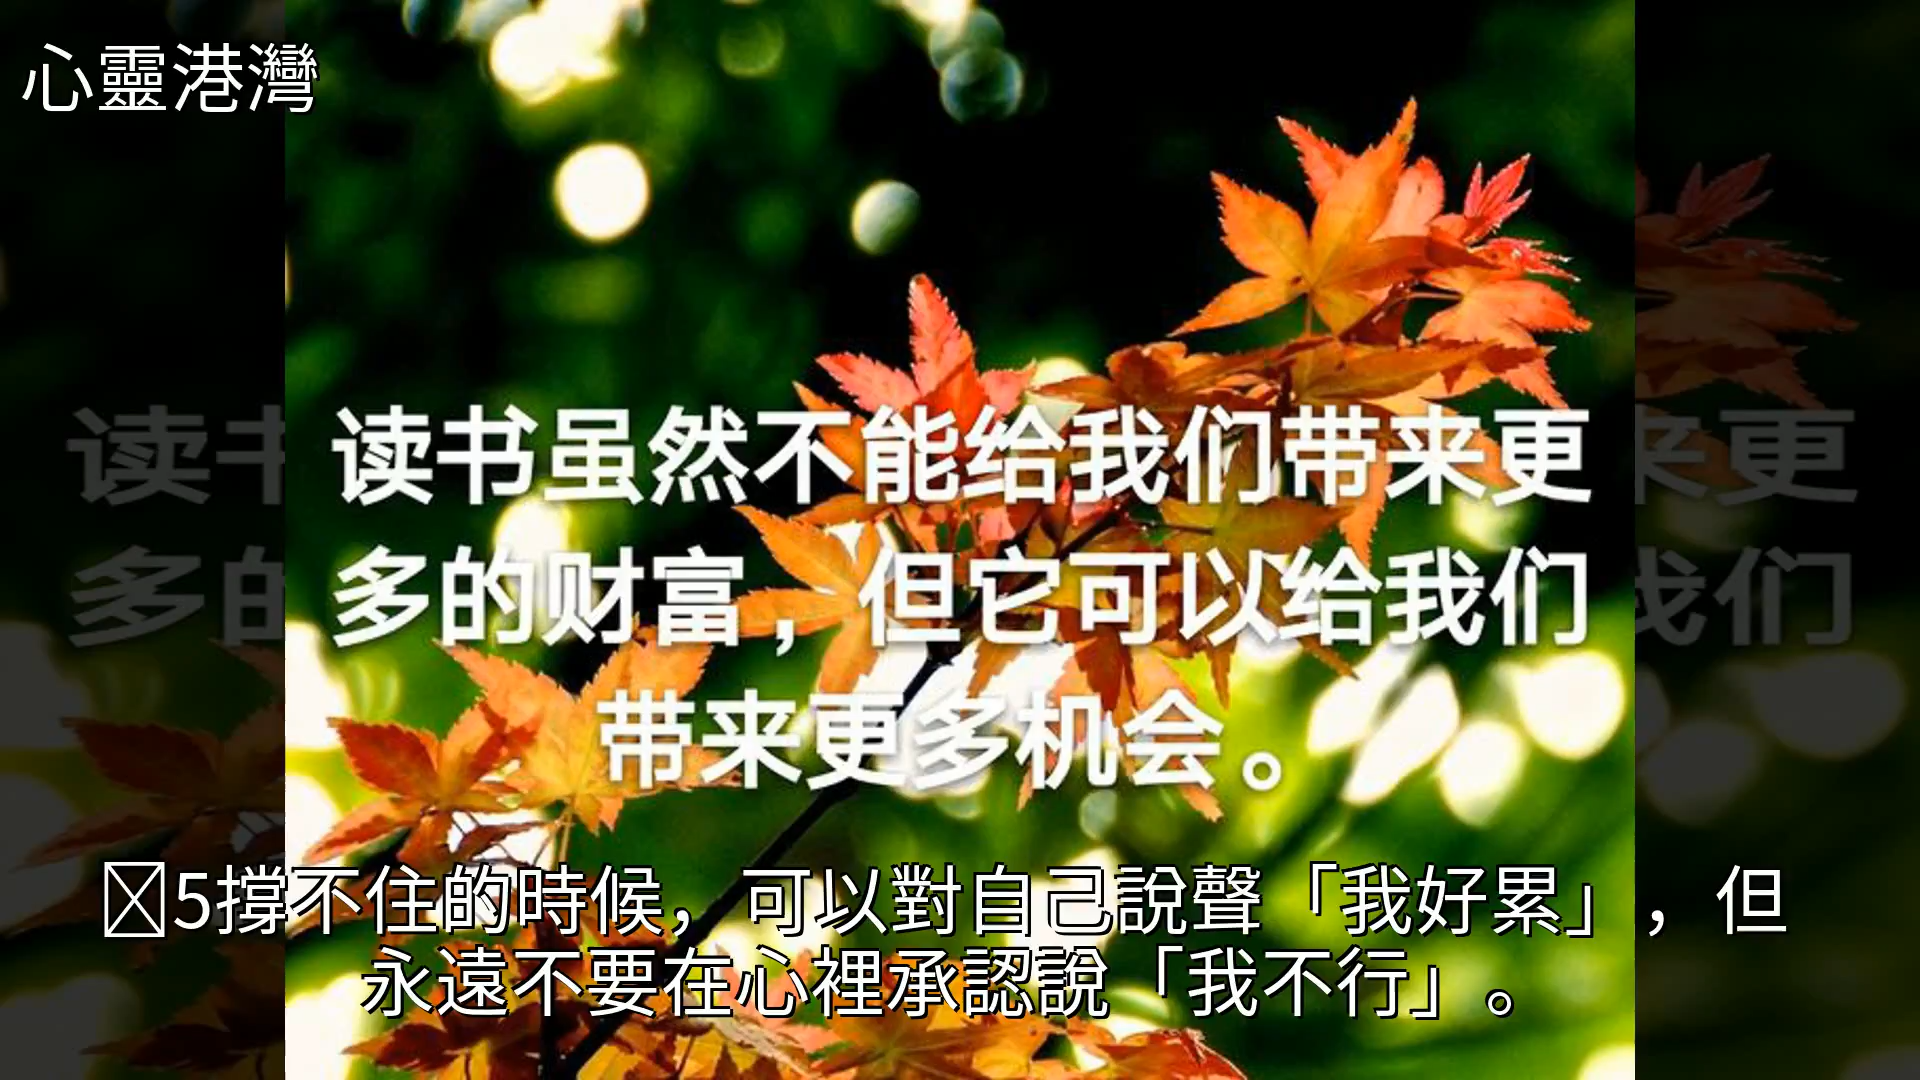 心靈港灣
读书虽然不能给我们带来更
多的财富，但它可以给我们
带来更多机会。
5撐不住的時候，可以對自己說聲「我好累」，但
永遠不要在心裡承認說「我不行」。